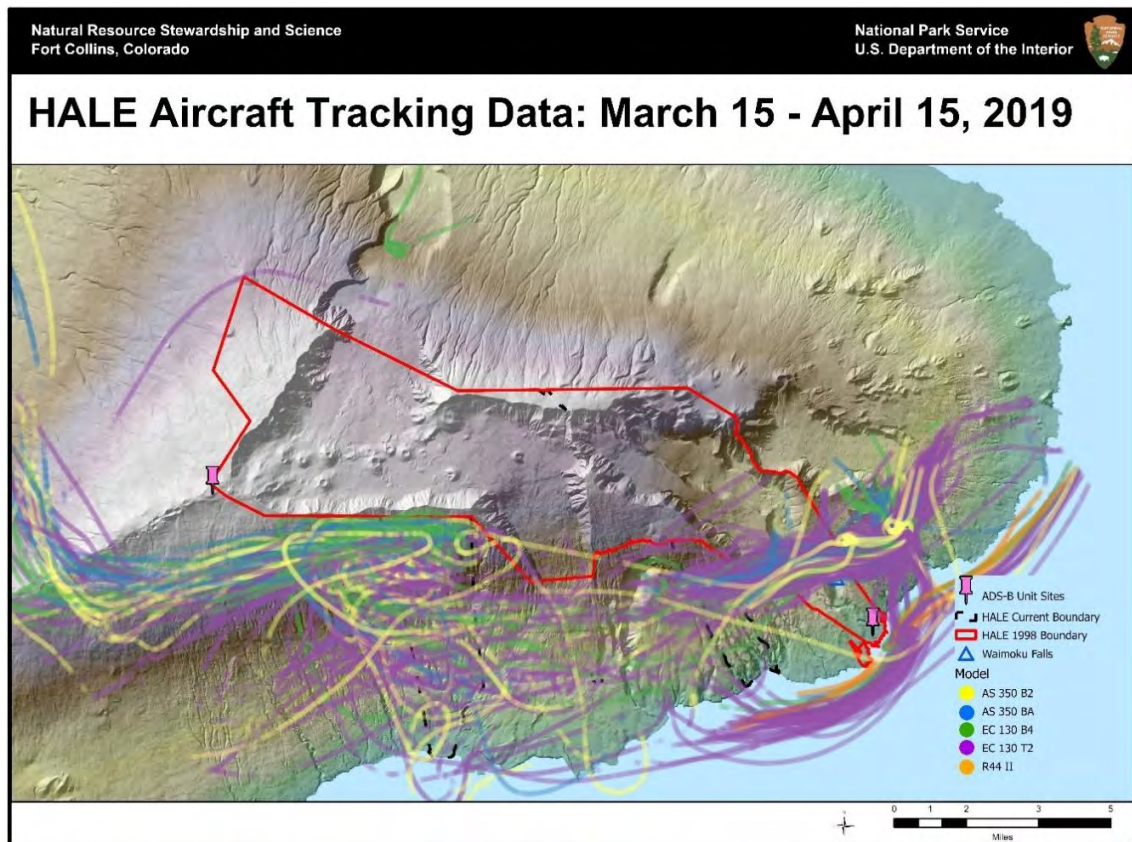 Natural Resource Stewardship and Science
Fort Collins, Colorado
National Park Service
U.S. Department of the Interior
HALE Aircraft Tracking Data: March 15 - April 15, 2019
ADS-B Unit Sites
HALE Current Boundary
HALE 1998 Boundary
Waimoku Falls
Model
AS 350 B2
AS 350 BA
EC 130 B4
EC 130 T2
R44 II
0 1 2 3 4 5
Miles